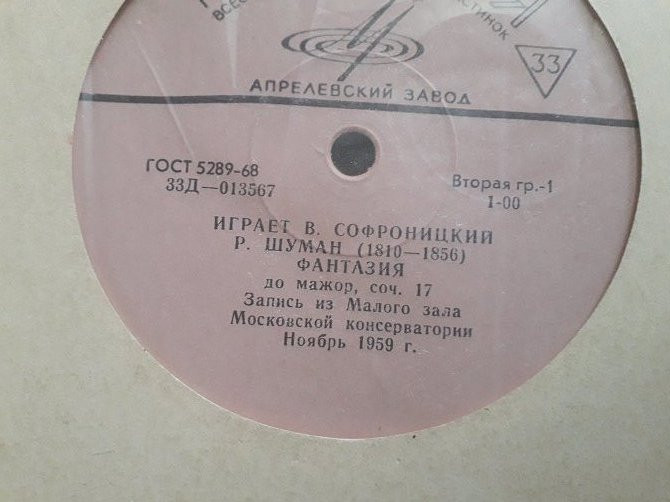 33
АПРЕЛЕВСКИЙ ЗАВОД
ГОСТ 5289-68
33Д—013567
Вторая гр.-1
1-00
ИГРАЕТ В. СОФРОНИЦКИЙ
Р. ШУМАН (1810—1856)
ФАНТАЗИЯ
до мажор, соч. 17
Запись из Малого зала
Московской консерватории
Ноябрь 1959 г.